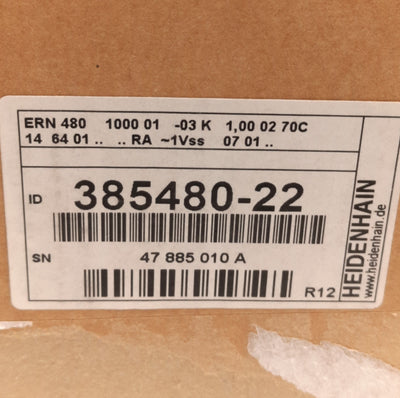 ERN 480 1000 01 -03 K 1,00 02 70C
14 64 01 .. .. RA ~1Vss 07 01 ..
ID 385480-22
SN 47 885 010 A
R12
HEIDENHAIN
www.heidenhain.de